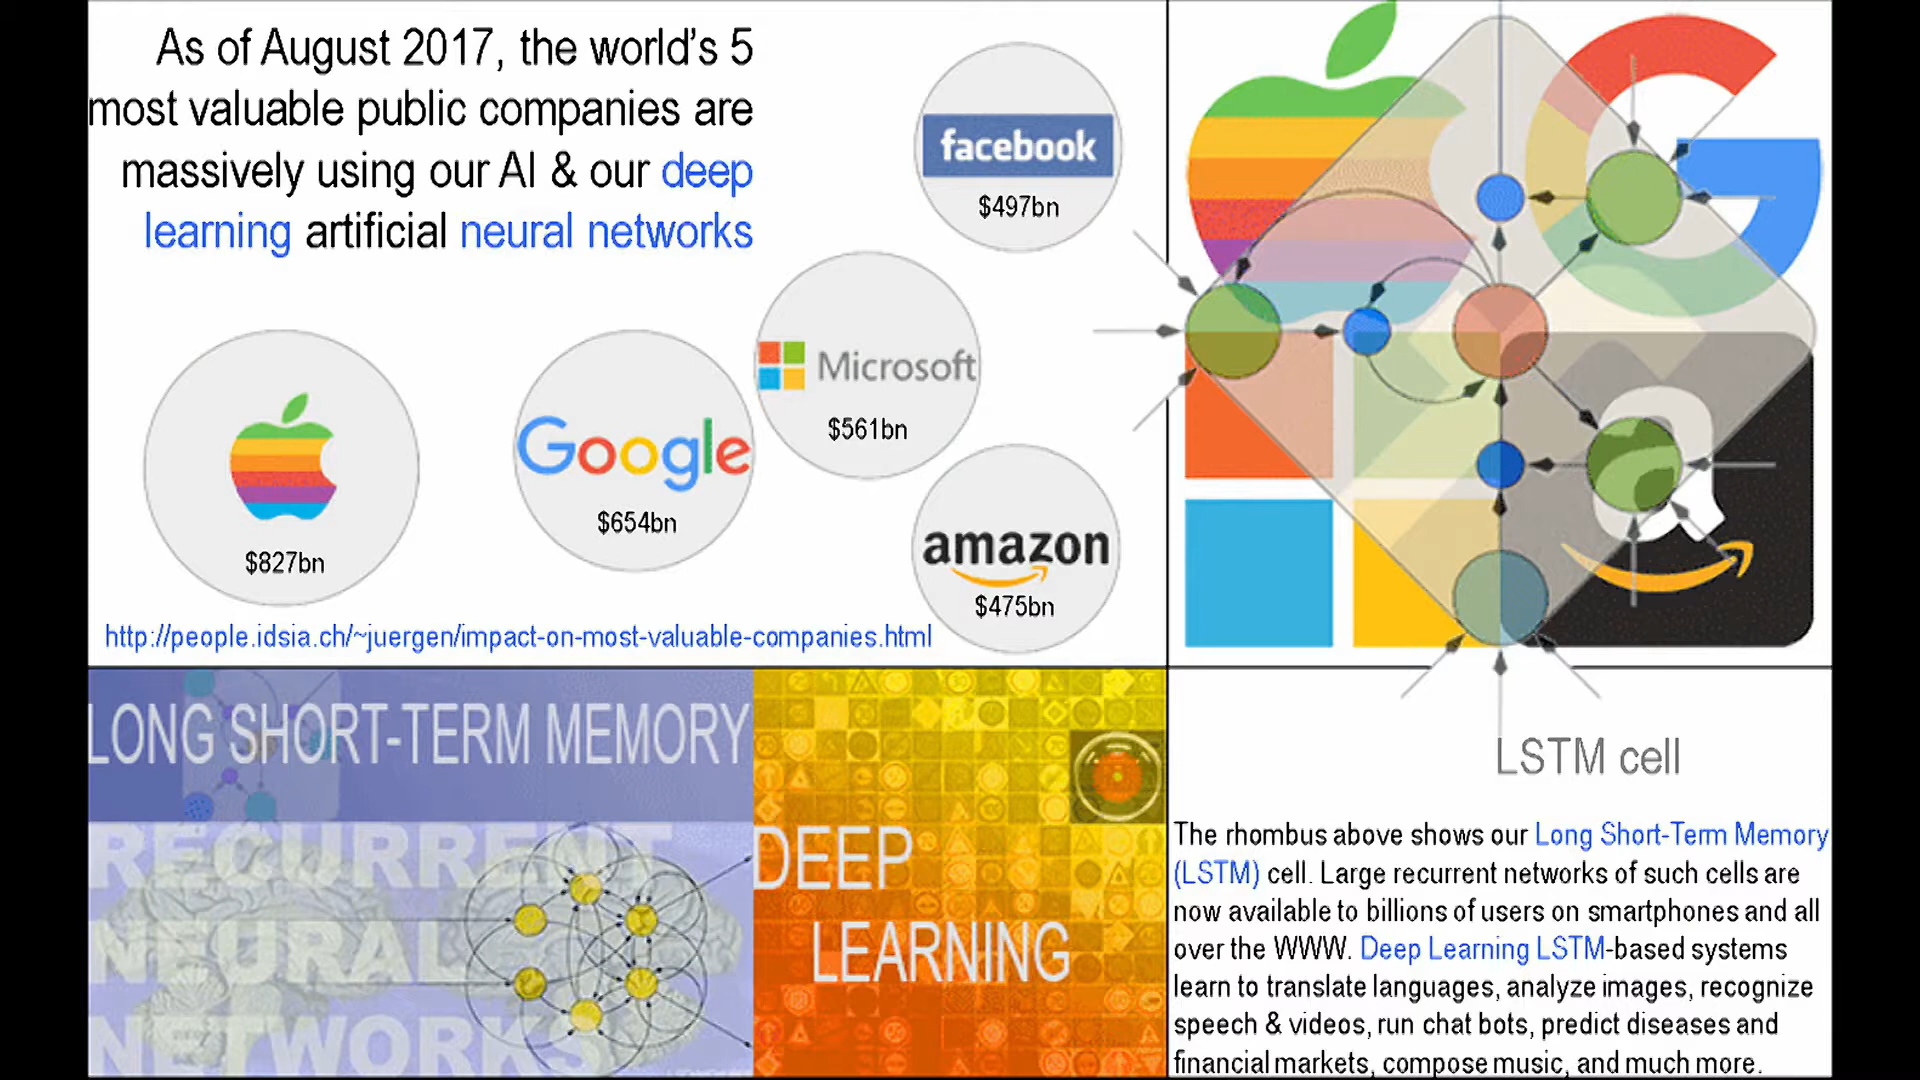 As of August 2017, the world's 5
most valuable public companies are
massively using our AI & our deep
learning artificial neural networks
facebook
$497bn
Microsoft
$561bn
Google
$654bn
$827bn
amazon
$475bn
http://people.idsia.ch/~juergen/impact-on-most-valuable-companies.html
LONG SHORT-TERM MEMORY
RECURRENT
NEURAL
NETWORKS
DEEP
LEARNING
LSTM cell
The rhombus above shows our Long Short-Term Memory
(LSTM) cell. Large recurrent networks of such cells are
now available to billions of users on smartphones and all
over the WWW. Deep Learning LSTM-based systems
learn to translate languages, analyze images, recognize
speech & videos, run chat bots, predict diseases and
financial markets, compose music, and much more.